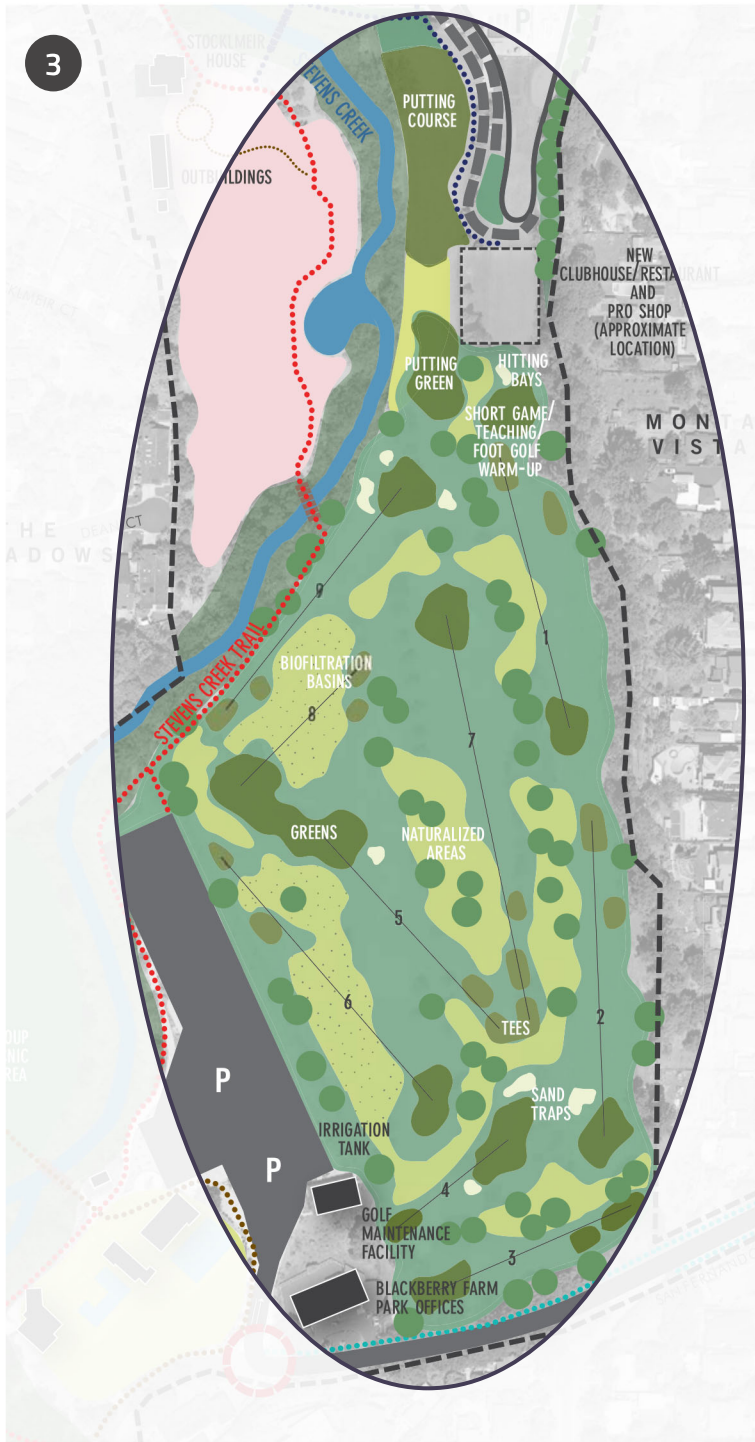 3
STOCKLMEIR
HOUSE
P
STEVENS CREEK
PUTTING
COURSE
OUTBUILDINGS
NEW
CLUBHOUSE/RESTAURANT
AND
PRO SHOP
(APPROXIMATE
LOCATION)
PUTTING
GREEN
HITTING
BAYS
SHORT GAME/
TEACHING/
FOOT GOLF
WARM-UP
MONTA
VISTA
THE
MEADOWS
DEAN CT
9
1
STEVENS CREEK TRAIL
BIOFILTRATION
BASINS
8
7
GREENS
NATURALIZED
AREAS
5
6
TEES
2
P
SAND
TRAPS
IRRIGATION
TANK
P
4
GOLF
MAINTENANCE
FACILITY
3
BLACKBERRY FARM
PARK OFFICES